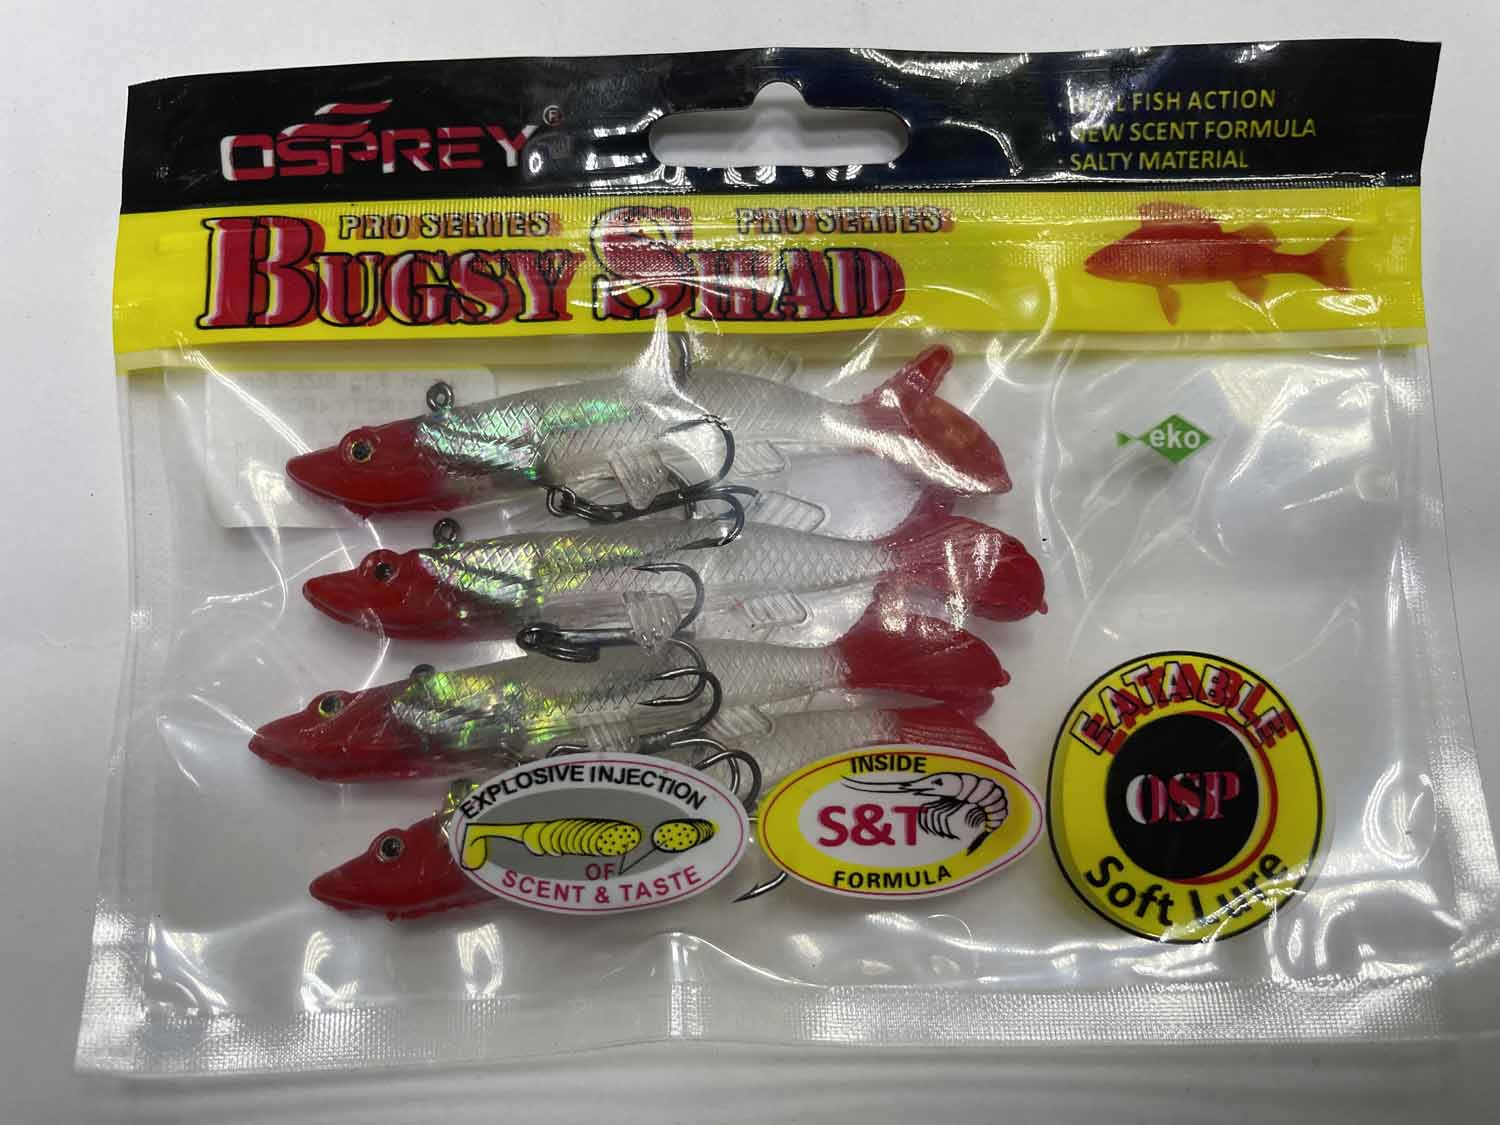 OSPREY®
REAL FISH ACTION
NEW SCENT FORMULA
SALTY MATERIAL
PRO SERIES PRO SERIES
BUGSY SHAD
eko
EXPLOSIVE INJECTION
OF
SCENT & TASTE
INSIDE
S&T
FORMULA
EATABLE
OSP
Soft Lure